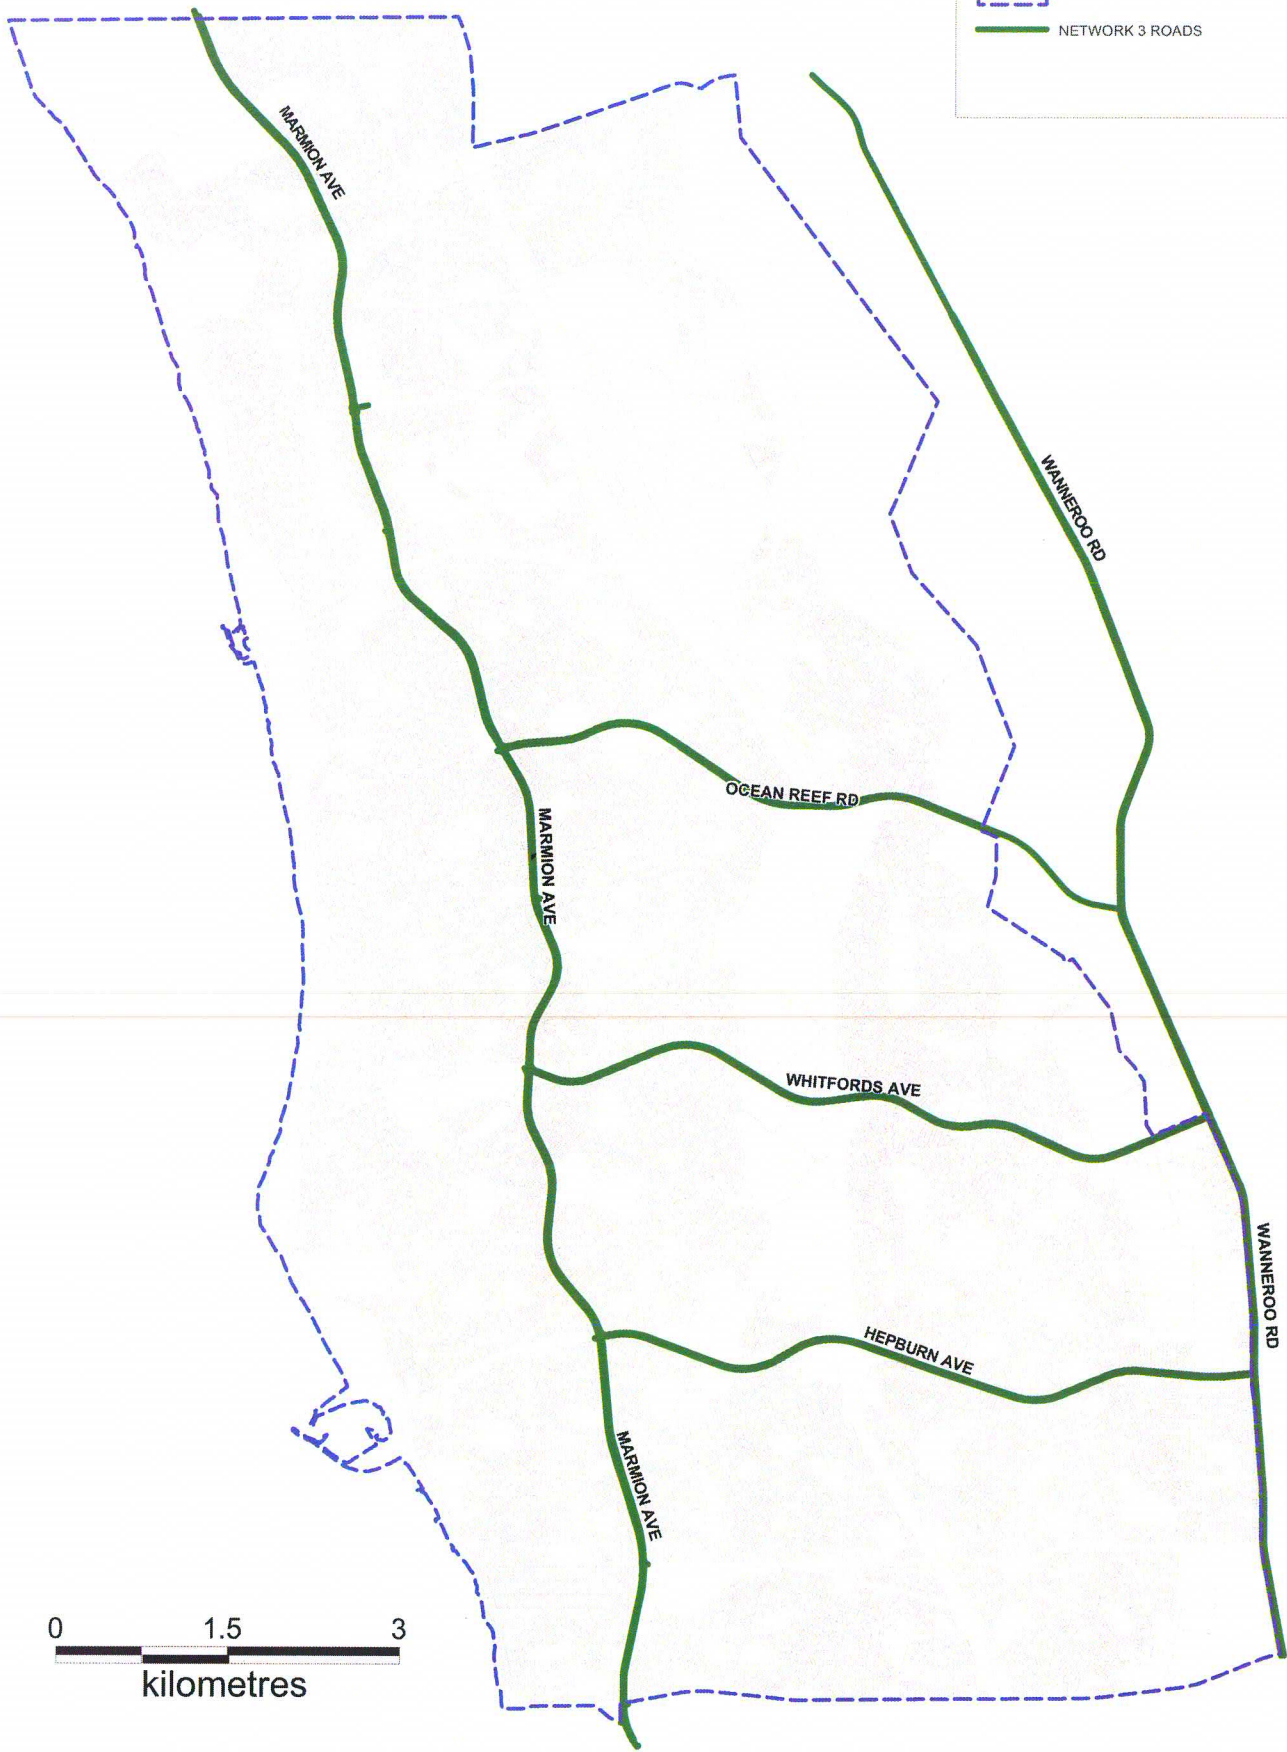 NETWORK 3 ROADS
MARMION AVE
WANNEROO RD
OCEAN REEF RD
MARMION AVE
WHITFORDS AVE
WANNEROO RD
HEPBURN AVE
MARMION AVE
0 1.5 3
kilometres